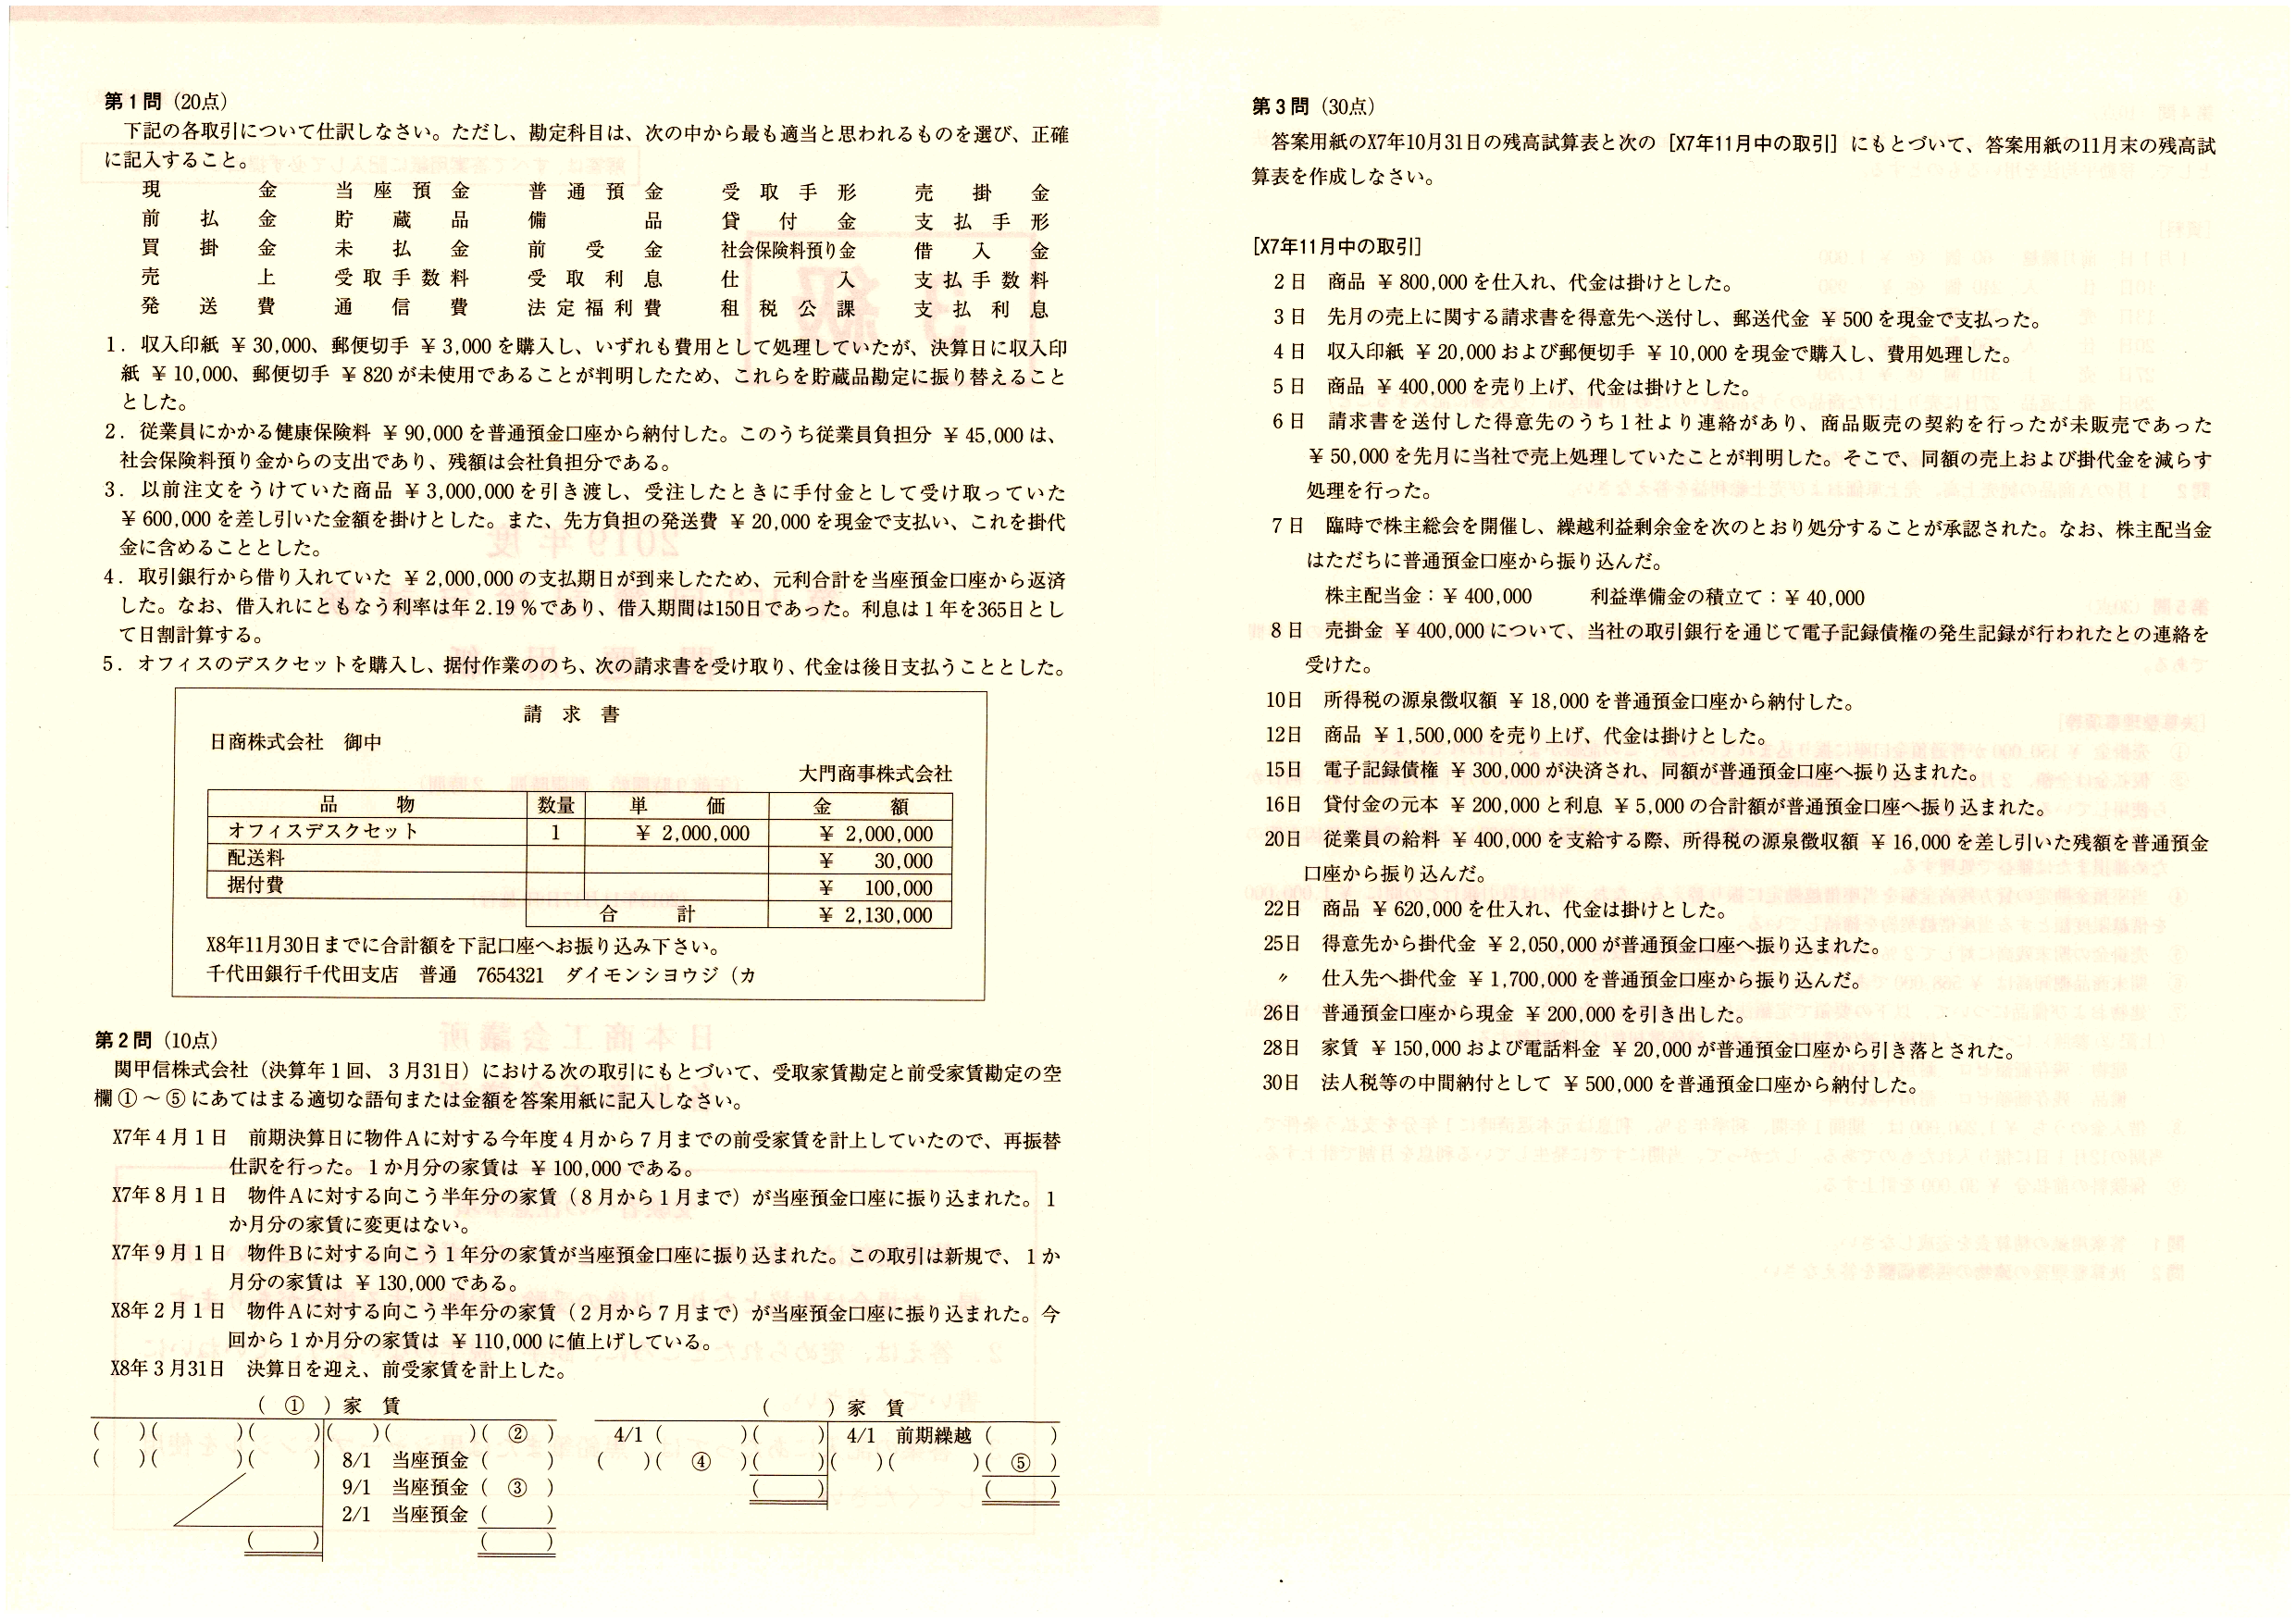 第1問（20点）
下記の各取引について仕訳しなさい。ただし、勘定科目は、次の中から最も適当と思われるものを選び、正確
に記入すること。
現金　当座預金　普通預金　受取手形　売掛金
前払金　貯蔵品　備品　貸付金　支払手形
買掛金　未払金　前受金　社会保険料預り金　借入金
売上　受取手数料　受取利息　仕入　支払手数料
発送費　通信費　法定福利費　租税公課　支払利息
1．収入印紙 ¥ 30,000、郵便切手 ¥ 3,000 を購入し、いずれも費用として処理していたが、決算日に収入印
紙 ¥ 10,000、郵便切手 ¥ 820 が未使用であることが判明したため、これらを貯蔵品勘定に振り替えること
とした。
2．従業員にかかる健康保険料 ¥ 90,000 を普通預金口座から納付した。このうち従業員負担分 ¥ 45,000 は、
社会保険料預り金からの支出であり、残額は会社負担分である。
3．以前注文をうけていた商品 ¥ 3,000,000 を引き渡し、受注したときに手付金として受け取っていた
¥ 600,000 を差し引いた金額を掛けとした。また、先方負担の発送費 ¥ 20,000 を現金で支払い、これを掛代
金に含めることとした。
4．取引銀行から借り入れていた ¥ 2,000,000 の支払期日が到来したため、元利合計を当座預金口座から返済
した。なお、借入れにともなう利率は年 2.19 ％であり、借入期間は150日であった。利息は1年を365日とし
て日割計算する。
5．オフィスのデスクセットを購入し、据付作業ののち、次の請求書を受け取り、代金は後日支払うこととした。
請求書
日商株式会社　御中
大門商事株式会社
品物　数量　単価　金額
オフィスデスクセット　1　¥ 2,000,000　¥ 2,000,000
配送料　¥ 30,000
据付費　¥ 100,000
合計　¥ 2,130,000
X8年11月30日までに合計額を下記口座へお振り込み下さい。
千代田銀行千代田支店　普通　7654321　ダイモンシヨウジ（カ
第2問（10点）
関甲信株式会社（決算年1回、3月31日）における次の取引にもとづいて、受取家賃勘定と前受家賃勘定の空
欄①～⑤にあてはまる適切な語句または金額を答案用紙に記入しなさい。
X7年4月1日　前期決算日に物件Aに対する今年度4月から7月までの前受家賃を計上していたので、再振替
仕訳を行った。1か月分の家賃は ¥ 100,000 である。
X7年8月1日　物件Aに対する向こう半年分の家賃（8月から1月まで）が当座預金口座に振り込まれた。1
か月分の家賃に変更はない。
X7年9月1日　物件Bに対する向こう1年分の家賃が当座預金口座に振り込まれた。この取引は新規で、1か
月分の家賃は ¥ 130,000 である。
X8年2月1日　物件Aに対する向こう半年分の家賃（2月から7月まで）が当座預金口座に振り込まれた。今
回から1か月分の家賃は ¥ 110,000 に値上げしている。
X8年3月31日　決算日を迎え、前受家賃を計上した。
（ ① ）家賃
（　）（　）（　）（　）（　）（ ② ）
（　）（　）（　）8/1　当座預金（　）
9/1　当座預金（ ③ ）
2/1　当座預金（　）
（　）（　）
（　）家賃
4/1（　）（　）4/1　前期繰越（　）
（　）（ ④ ）（　）（　）（　）（ ⑤ ）
（　）（　）
第3問（30点）
答案用紙のX7年10月31日の残高試算表と次の［X7年11月中の取引］にもとづいて、答案用紙の11月末の残高試
算表を作成しなさい。
［X7年11月中の取引］
2日　商品 ¥ 800,000 を仕入れ、代金は掛けとした。
3日　先月の売上に関する請求書を得意先へ送付し、郵送代金 ¥ 500 を現金で支払った。
4日　収入印紙 ¥ 20,000 および郵便切手 ¥ 10,000 を現金で購入し、費用処理した。
5日　商品 ¥ 400,000 を売り上げ、代金は掛けとした。
6日　請求書を送付した得意先のうち1社より連絡があり、商品販売の契約を行ったが未販売であった
¥ 50,000 を先月に当社で売上処理していたことが判明した。そこで、同額の売上および掛代金を減らす
処理を行った。
7日　臨時で株主総会を開催し、繰越利益剰余金を次のとおり処分することが承認された。なお、株主配当金
はただちに普通預金口座から振り込んだ。
株主配当金：¥ 400,000　利益準備金の積立て：¥ 40,000
8日　売掛金 ¥ 400,000 について、当社の取引銀行を通じて電子記録債権の発生記録が行われたとの連絡を
受けた。
10日　所得税の源泉徴収額 ¥ 18,000 を普通預金口座から納付した。
12日　商品 ¥ 1,500,000 を売り上げ、代金は掛けとした。
15日　電子記録債権 ¥ 300,000 が決済され、同額が普通預金口座へ振り込まれた。
16日　貸付金の元本 ¥ 200,000 と利息 ¥ 5,000 の合計額が普通預金口座へ振り込まれた。
20日　従業員の給料 ¥ 400,000 を支給する際、所得税の源泉徴収額 ¥ 16,000 を差し引いた残額を普通預金
口座から振り込んだ。
22日　商品 ¥ 620,000 を仕入れ、代金は掛けとした。
25日　得意先から掛代金 ¥ 2,050,000 が普通預金口座へ振り込まれた。
〃　仕入先へ掛代金 ¥ 1,700,000 を普通預金口座から振り込んだ。
26日　普通預金口座から現金 ¥ 200,000 を引き出した。
28日　家賃 ¥ 150,000 および電話料金 ¥ 20,000 が普通預金口座から引き落とされた。
30日　法人税等の中間納付として ¥ 500,000 を普通預金口座から納付した。